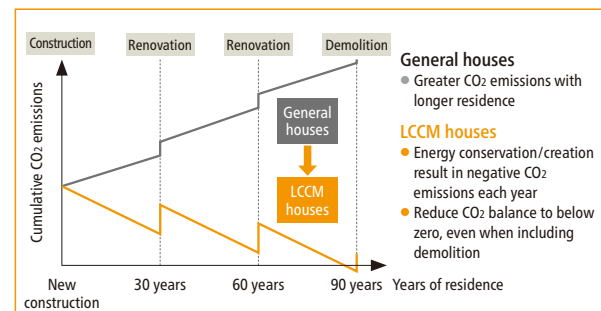 Construction
Renovation
Renovation
Demolition
Cumulative CO2 emissions
General
houses
LCCM
houses
New
construction
30 years
60 years
90 years
Years of residence
General houses
● Greater CO2 emissions with
longer residence
LCCM houses
● Energy conservation/creation
result in negative CO2
emissions each year
● Reduce CO2 balance to below
zero, even when including
demolition